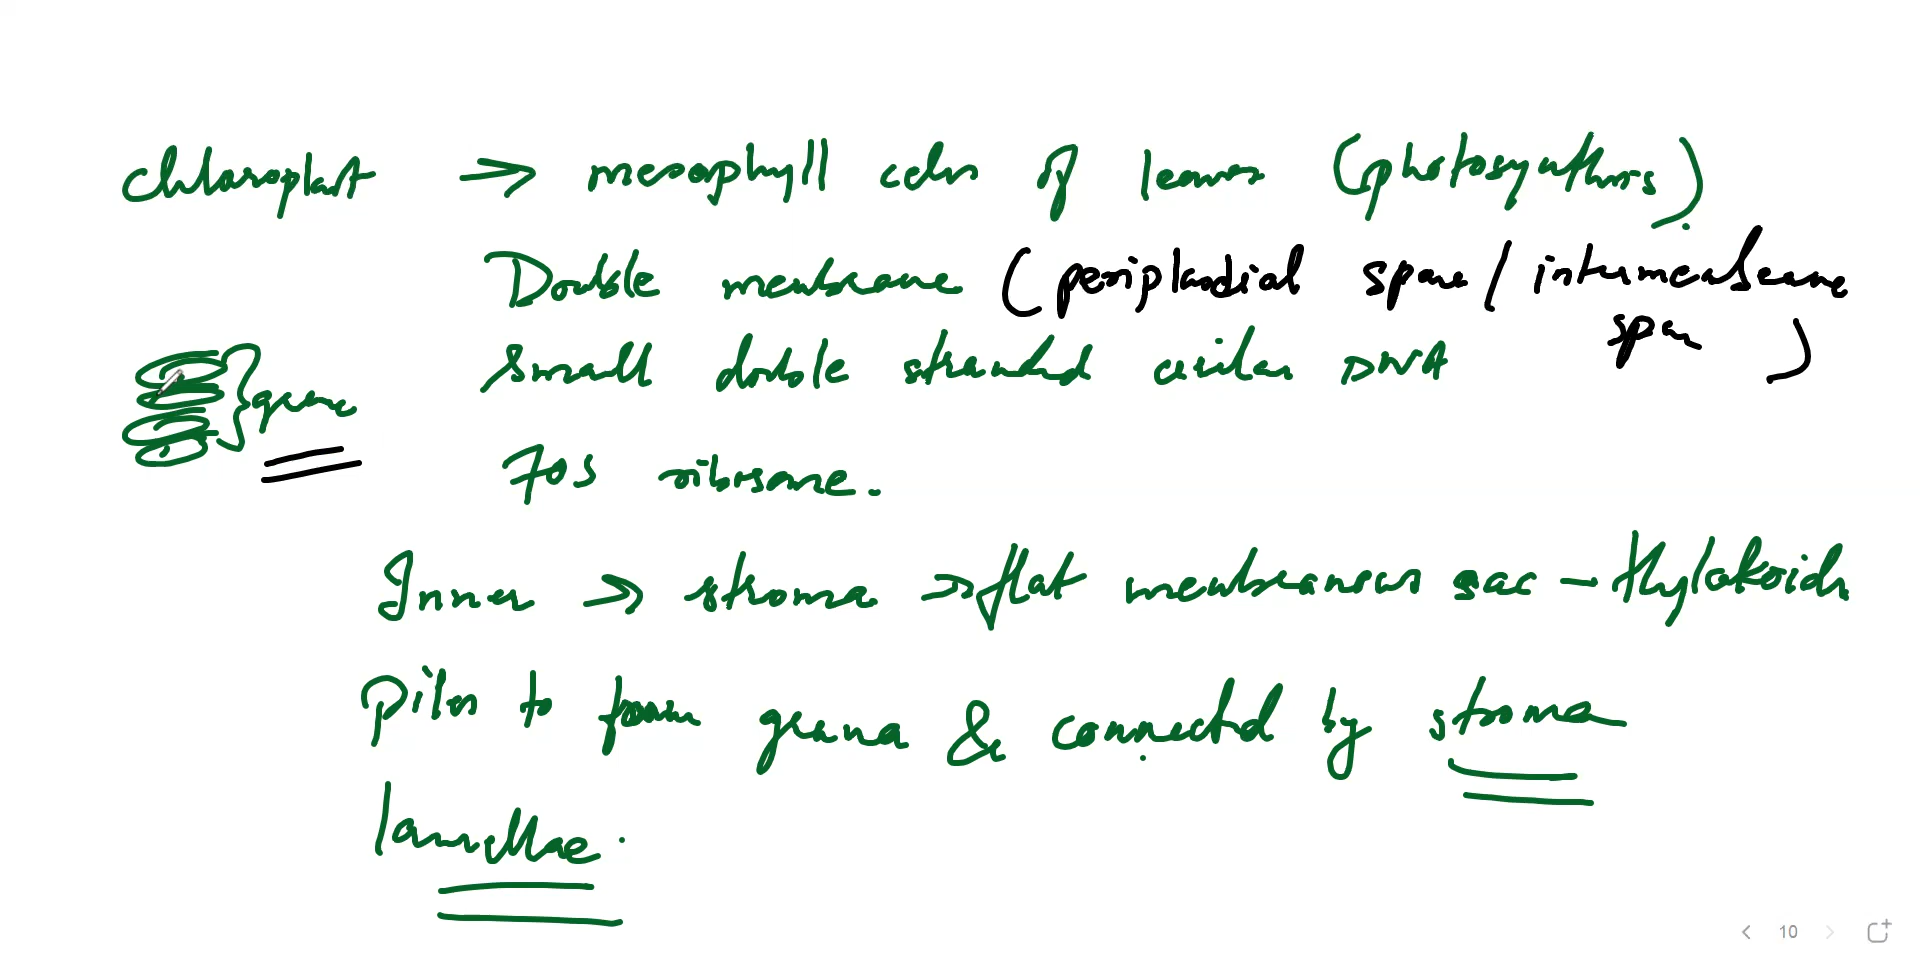 chloroplast → mesophyll cells of leaves (photosynthesis).
Double membrane (periplastidial space / intermembrane
space)
Small double stranded circular DNA
} grana
70S ribosome.
Inner → stroma → flat membranous sac – thylakoids
Piles to form grana & connected by stroma
lamellae.
10